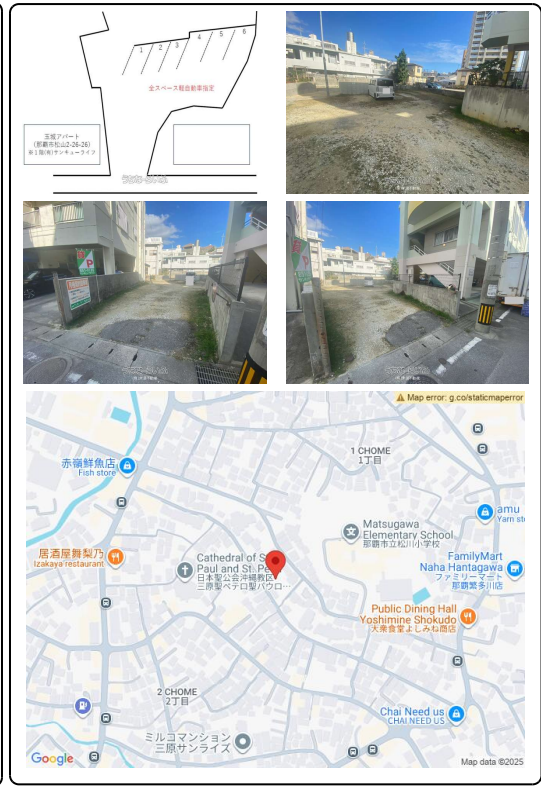 1
2
3
4
5
6
全スペース軽自動車指定
玉城アパート
(那覇市松山2-26-26)
※1階(有)サンキューライフ
P
Map error: g.co/staticmaperror
1 CHOME
1丁目
赤嶺鮮魚店
Fish store
amu
Yarn st
Matsugawa
Elementary School
那覇市立松川小学校
居酒屋舞梨乃
Izakaya restaurant
Cathedral of S
Paul and St. Pe
日本聖公会沖縄教区
三原聖ペテロ聖パウロ…
FamilyMart
Naha Hantagawa
ファミリーマート
那覇繁多川店
Public Dining Hall
Yoshimine Shokudo
大衆食堂よしみね商店
2 CHOME
2丁目
Chai Need us
CHAI NEED US
ミルコマンション
三原サンライズ
Google
Map data ©2025